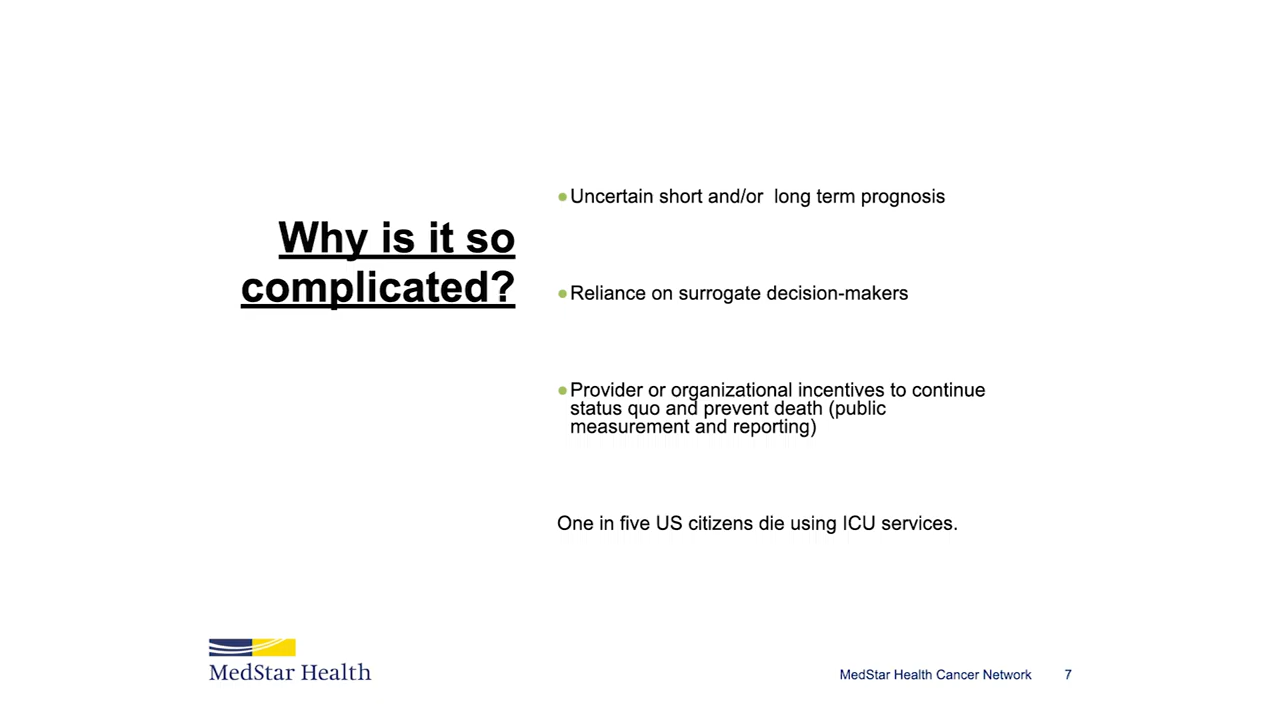 Why is it so
complicated?
●Uncertain short and/or  long term prognosis
●Reliance on surrogate decision-makers
●Provider or organizational incentives to continue
status quo and prevent death (public
measurement and reporting)
One in five US citizens die using ICU services.
MedStar Health
MedStar Health Cancer Network 7